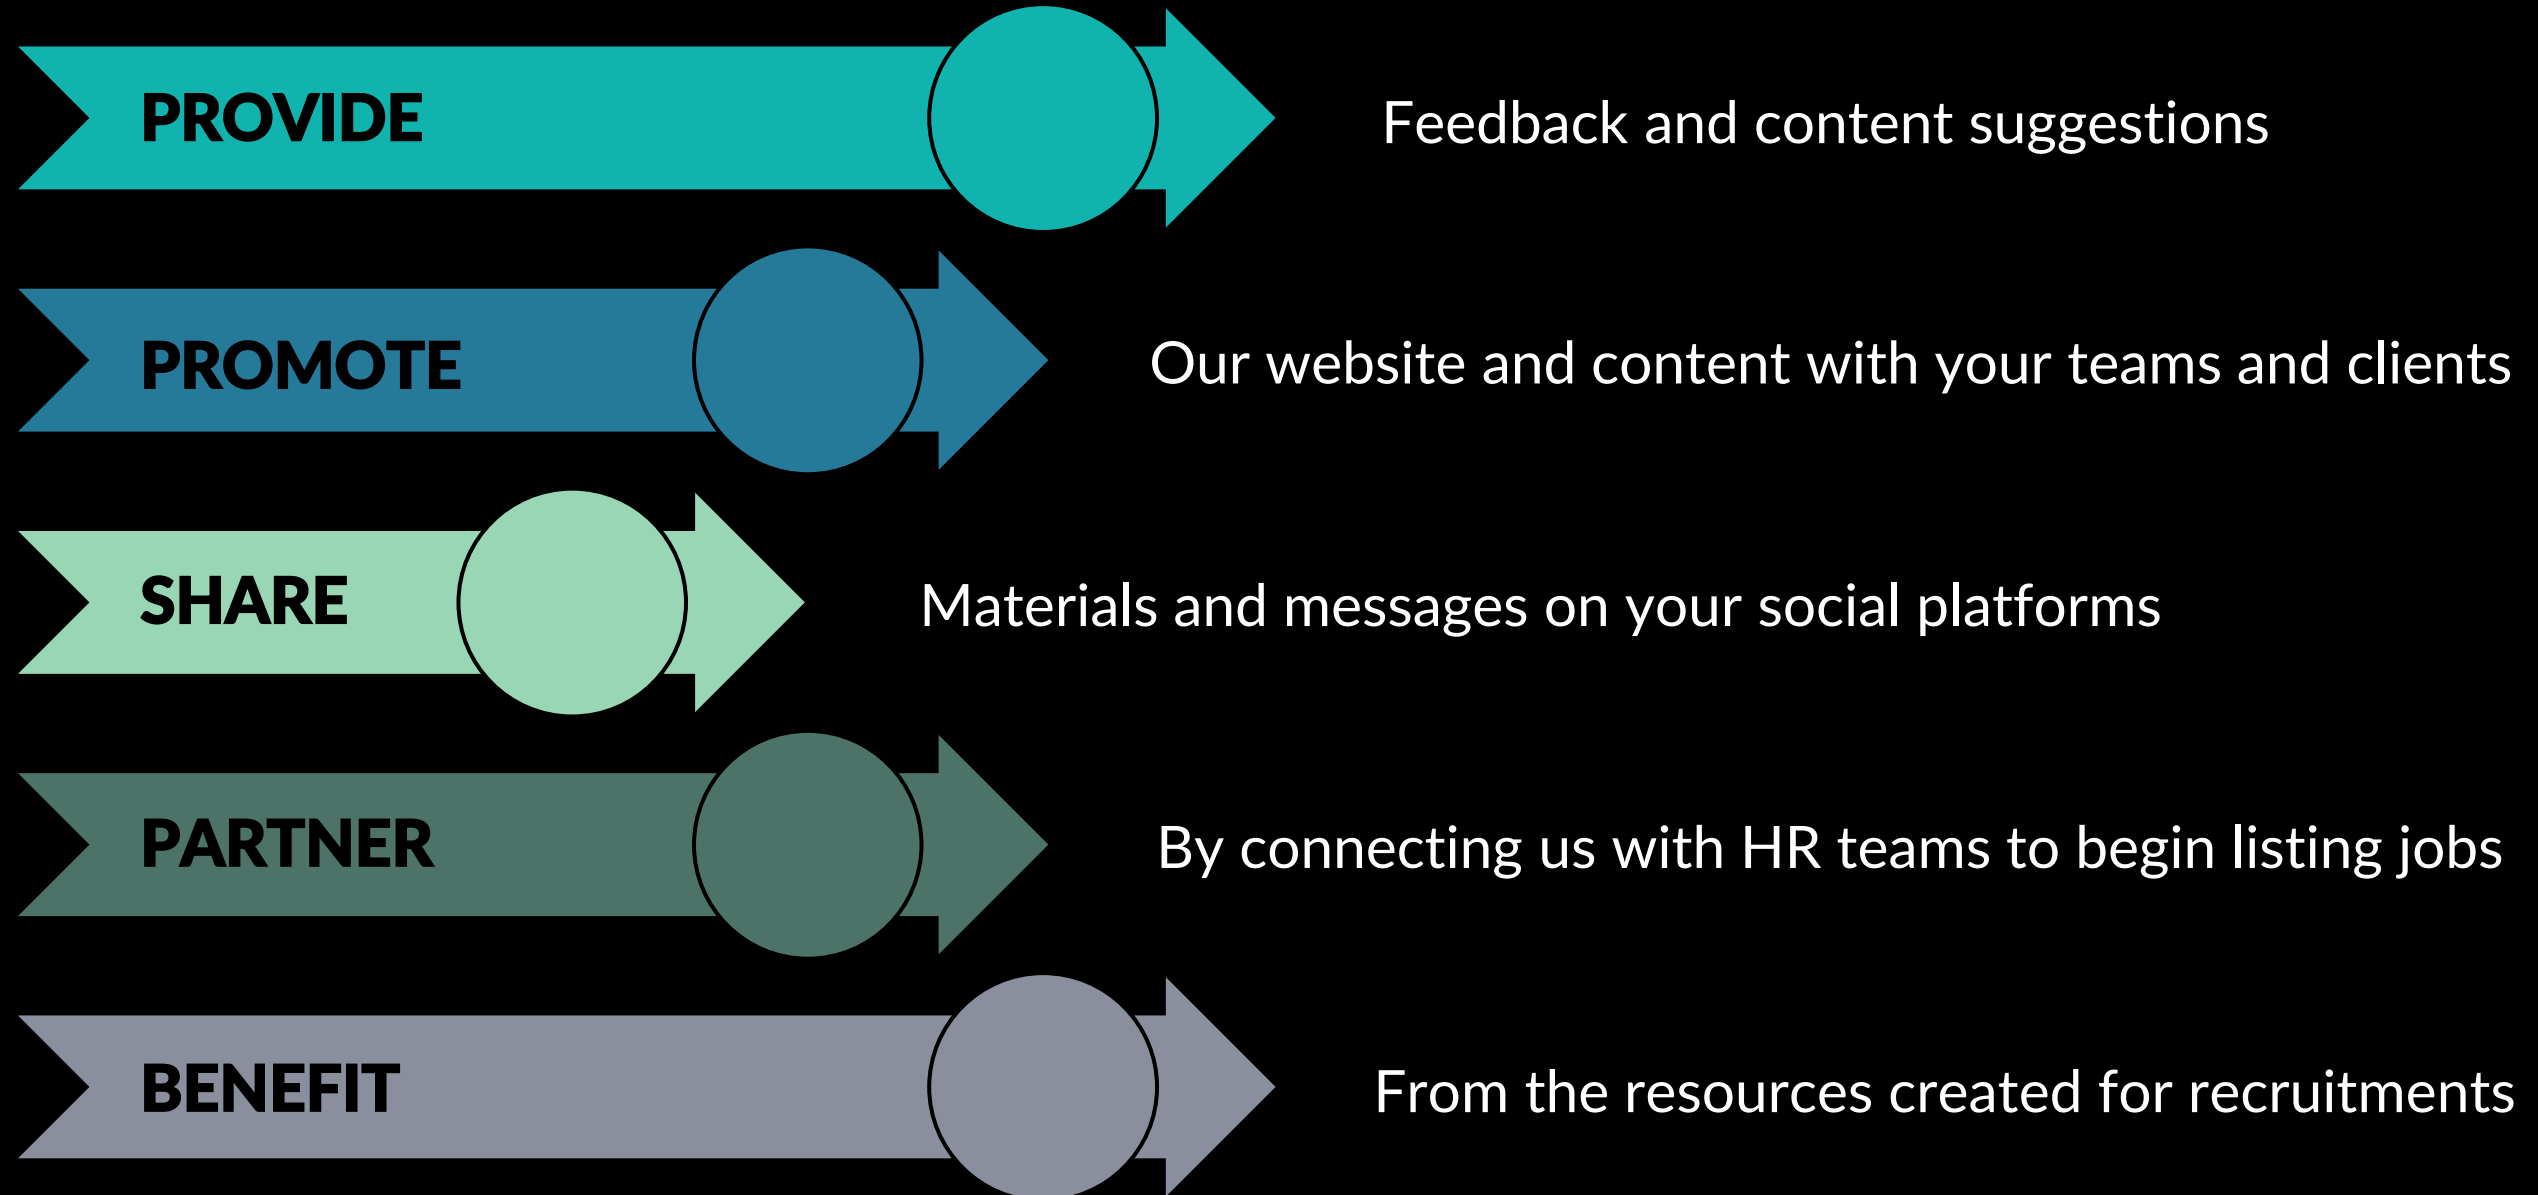 PROVIDE
Feedback and content suggestions
PROMOTE
Our website and content with your teams and clients
SHARE
Materials and messages on your social platforms
PARTNER
By connecting us with HR teams to begin listing jobs
BENEFIT
From the resources created for recruitments